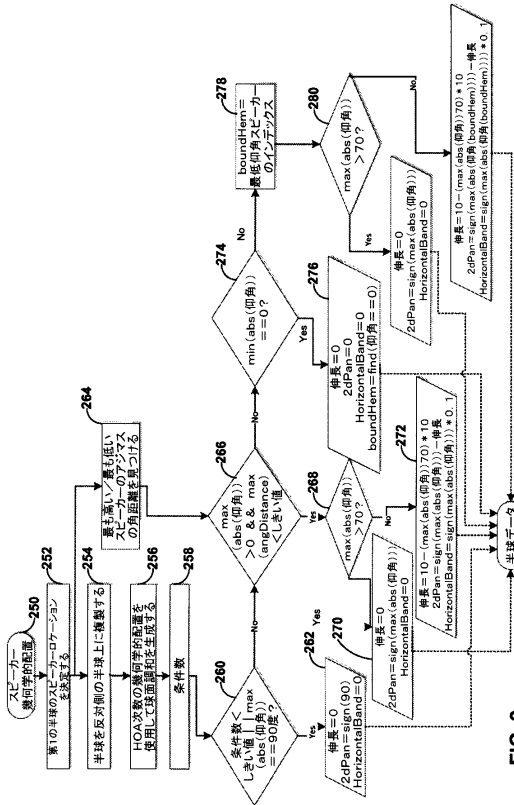 スピーカー
幾何学的配置
250
第1の半球のスピーカーロケーション
を決定する
252
半球を反対側の半球上に複製する
254
HOA次数の幾何学的配置を
使用して球面調和を生成する
256
条件数
258
条件数<
しきい値||max
(abs(仰角))
==90度?
260
Yes
No
伸長=0
2dPan=sign(90)
HorizontalBand=0
262
最も高い/最も低い
スピーカーのアジマス
の角距離を見つける
264
max
(abs(仰角))
>0 && max
(angDistance)
<しきい値
266
Yes
No
max(abs(仰角))
>70?
268
Yes
No
伸長=0
2dPan=sign(max(abs(仰角)))
HorizontalBand=0
270
伸長=10-(max(abs(仰角))70)*10
2dPan=sign(max(abs(仰角)))-伸長
HorizontalBand=sign(max(abs(仰角)))*0.1
272
min(abs(仰角))
==0?
274
Yes
No
伸長=0
2dPan=0
HorizontalBand=0
boundHem=find(仰角==0)
276
boundHem=
最低仰角スピーカー
のインデックス
278
max(abs(仰角))
>70?
280
Yes
No
伸長=0
2dPan=sign(max(abs(仰角)))
HorizontalBand=0
伸長=10-(max(abs(仰角))70)*10
2dPan=sign(max(abs(仰角(boundHem))))-伸長
HorizontalBand=sign(max(abs(仰角(boundHem))))*0.1
半球データ